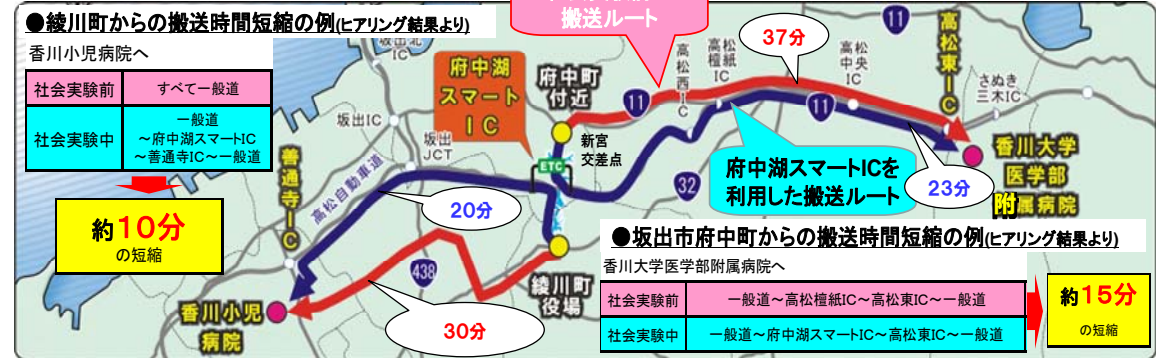 ●綾川町からの搬送時間短縮の例(ヒアリング結果より)
香川小児病院へ
社会実験前
すべて一般道
社会実験中
一般道
～府中湖スマートIC
～善通寺IC～一般道
約10分
の短縮
搬送ルート
坂出北
IC
坂出IC
坂出
JCT
府中湖
スマート
IC
府中町
付近
新宮
交差点
ETC
善通寺IC
高松自動車道
20分
438
30分
香川小児
病院
綾川町
役場
11
高松西IC
高松
檀紙
IC
37分
高松
中央
IC
11
11
高松東IC
さぬき
三木IC
32
府中湖スマートICを
利用した搬送ルート
23分
香川大学
医学部
附属病院
●坂出市府中町からの搬送時間短縮の例(ヒアリング結果より)
香川大学医学部附属病院へ
社会実験前
一般道～高松檀紙IC～高松東IC～一般道
社会実験中
一般道～府中湖スマートIC～高松東IC～一般道
約15分
の短縮